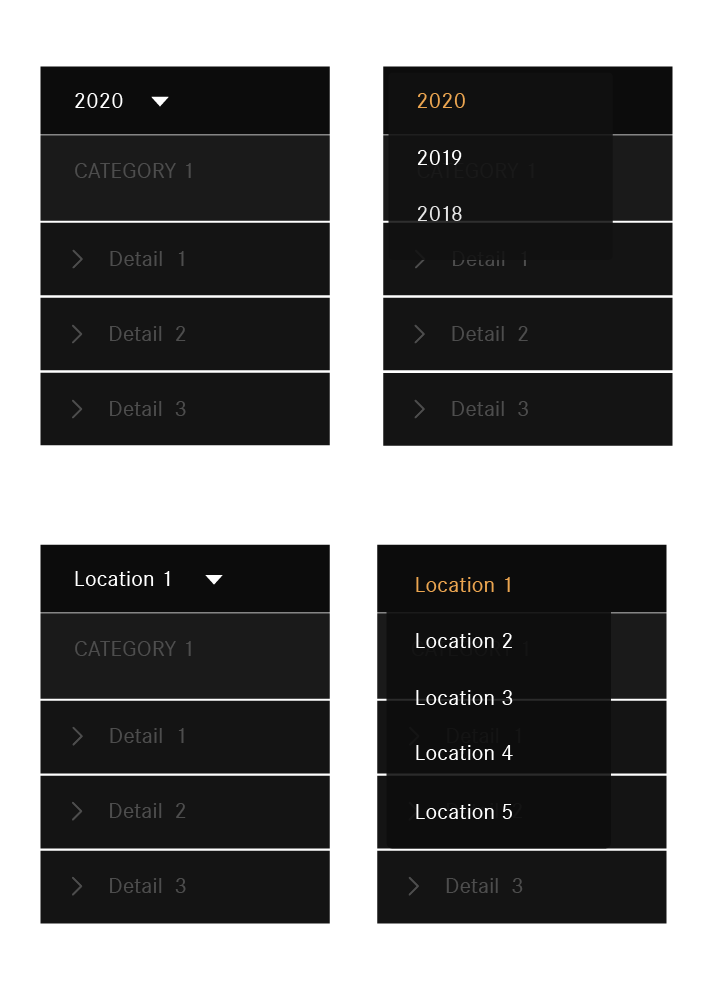 2020
CATEGORY 1
Detail 1
Detail 2
Detail 3
2020
2019
CATEGORY 1
2018
Detail 1
Detail 2
Detail 3
Location 1
CATEGORY 1
Detail 1
Detail 2
Detail 3
Location 1
Location 2
Location 3
Detail 1
Location 4
Location 5
Detail 3